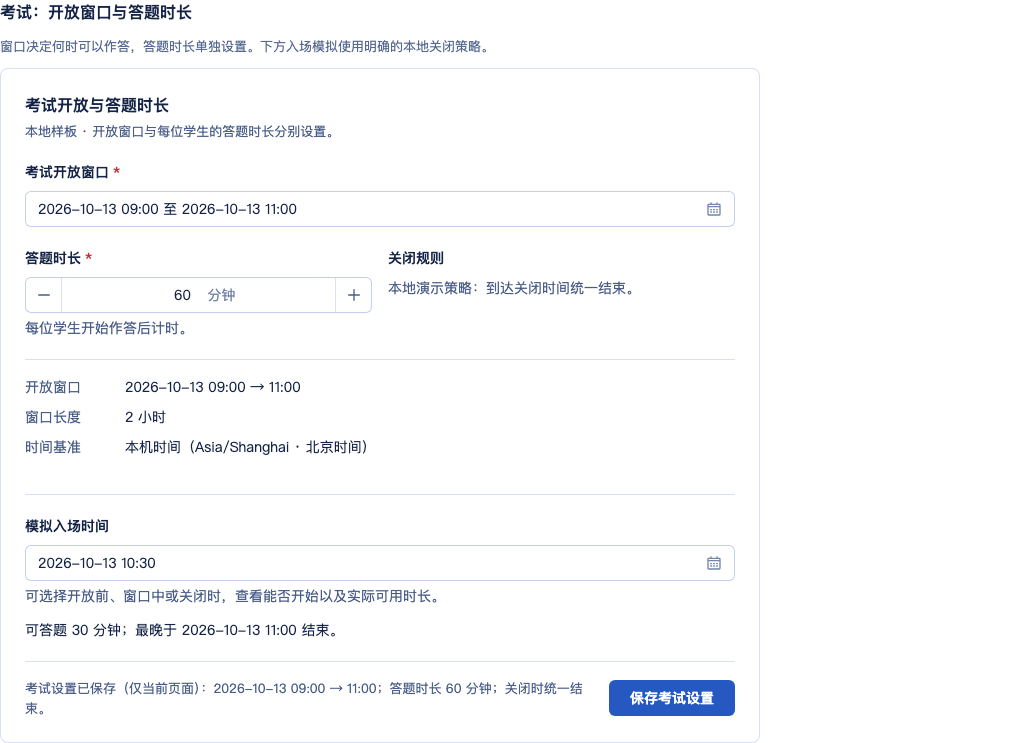 考试：开放窗口与答题时长
窗口决定何时可以作答，答题时长单独设置。下方入场模拟使用明确的本地关闭策略。
考试开放与答题时长
本地样板 · 开放窗口与每位学生的答题时长分别设置。
考试开放窗口 *
2026-10-13 09:00 至 2026-10-13 11:00
答题时长 *
关闭规则
— 60 分钟 +
本地演示策略：到达关闭时间统一结束。
每位学生开始作答后计时。
开放窗口 2026-10-13 09:00 → 11:00
窗口长度 2 小时
时间基准 本机时间（Asia/Shanghai · 北京时间）
模拟入场时间
2026-10-13 10:30
可选择开放前、窗口中或关闭时，查看能否开始以及实际可用时长。
可答题 30 分钟；最晚于 2026-10-13 11:00 结束。
考试设置已保存（仅当前页面）：2026-10-13 09:00 → 11:00；答题时长 60 分钟；关闭时统一结
束。
保存考试设置